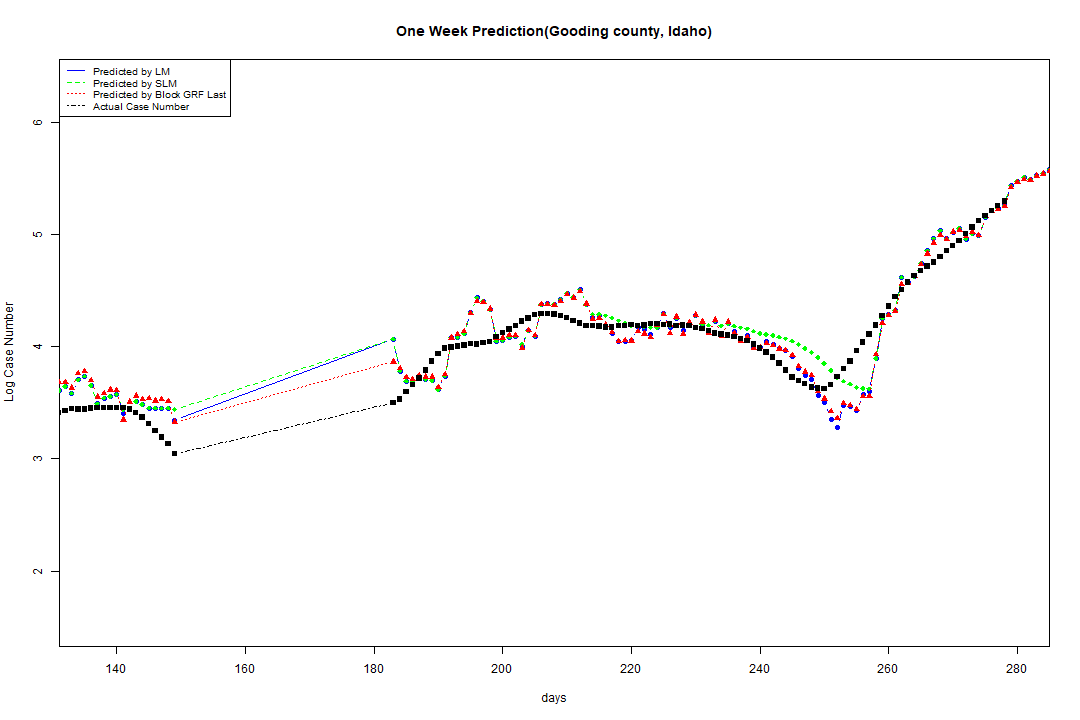 One Week Prediction(Gooding county, Idaho)
Predicted by LM
Predicted by SLM
Predicted by Block GRF Last
Actual Case Number
Log Case Number
6
5
4
3
2
140 160 180 200 220 240 260 280
days